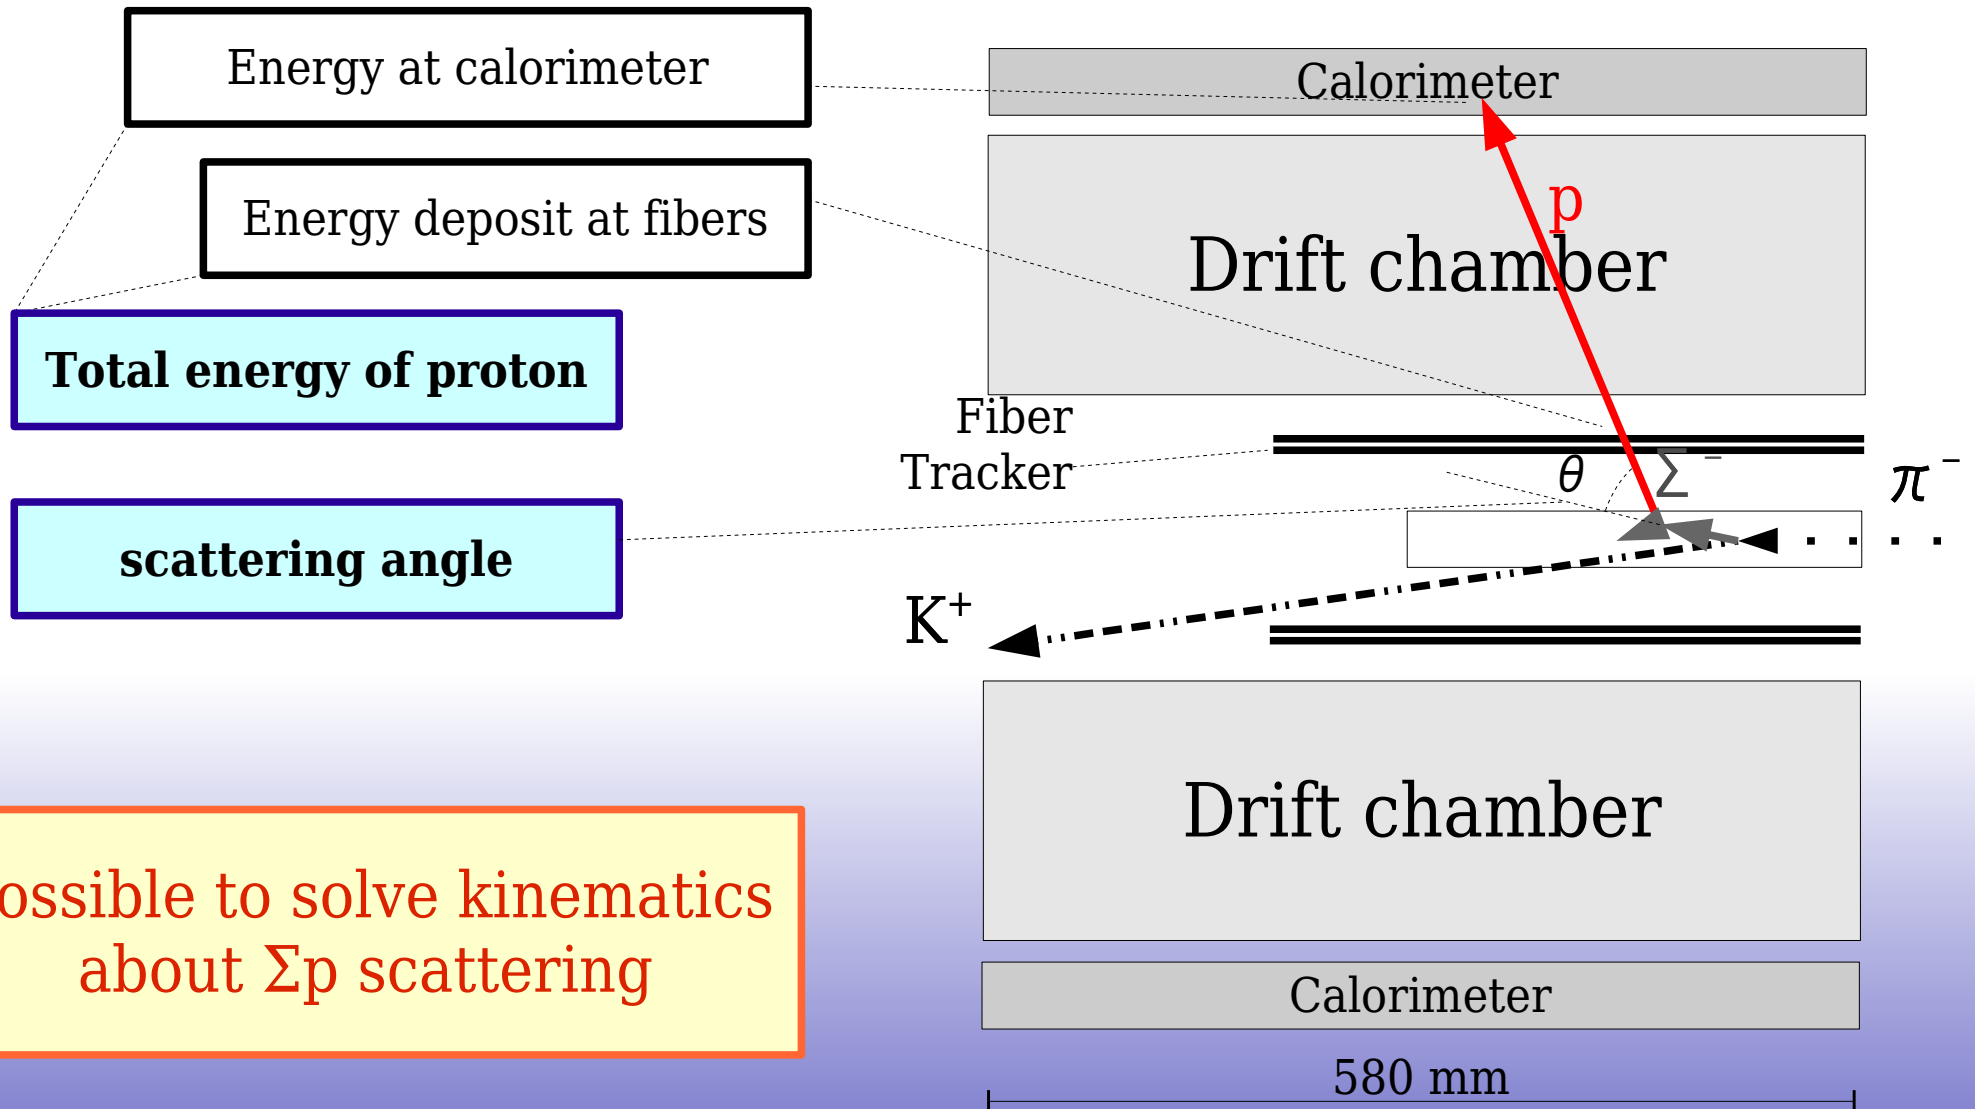 Energy at calorimeter
Energy deposit at fibers
Total energy of proton
scattering angle
ossible to solve kinematics
about Σp scattering
Calorimeter
p
Drift chamber
Fiber
Tracker
θ
Σ⁻
π⁻
K⁺
Drift chamber
Calorimeter
580 mm